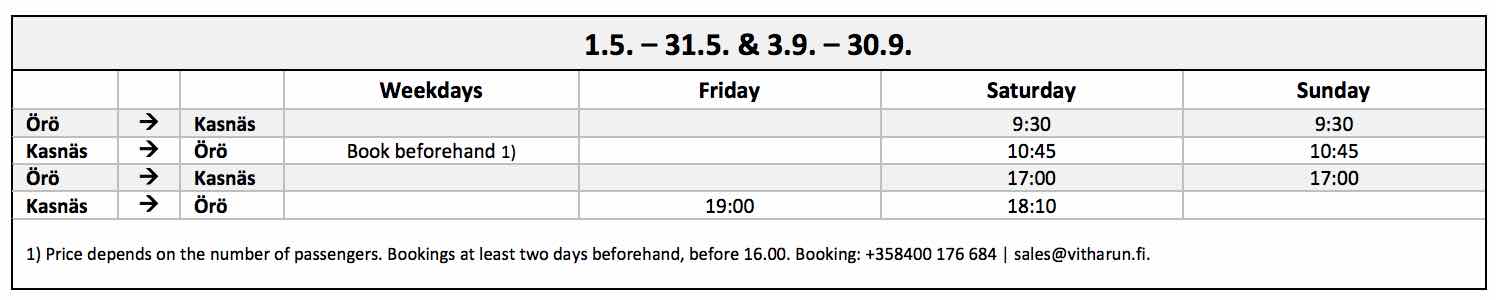 1.5. – 31.5. & 3.9. – 30.9.
Weekdays Friday Saturday Sunday
Örö → Kasnäs 9:30 9:30
Kasnäs → Örö Book beforehand 1) 10:45 10:45
Örö → Kasnäs 17:00 17:00
Kasnäs → Örö 19:00 18:10
1) Price depends on the number of passengers. Bookings at least two days beforehand, before 16.00. Booking: +358400 176 684 | sales@vitharun.fi.